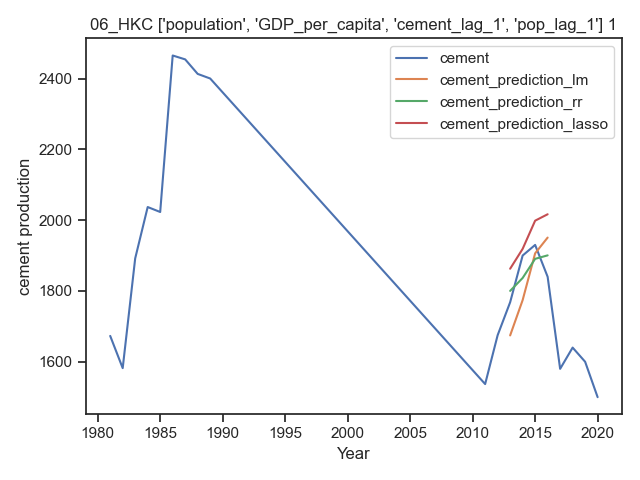 06_HKC ['population', 'GDP_per_capita', 'cement_lag_1', 'pop_lag_1'] 1
cement
cement_prediction_lm
cement_prediction_rr
cement_prediction_lasso
cement production
2400
2200
2000
1800
1600
1980 1985 1990 1995 2000 2005 2010 2015 2020
Year